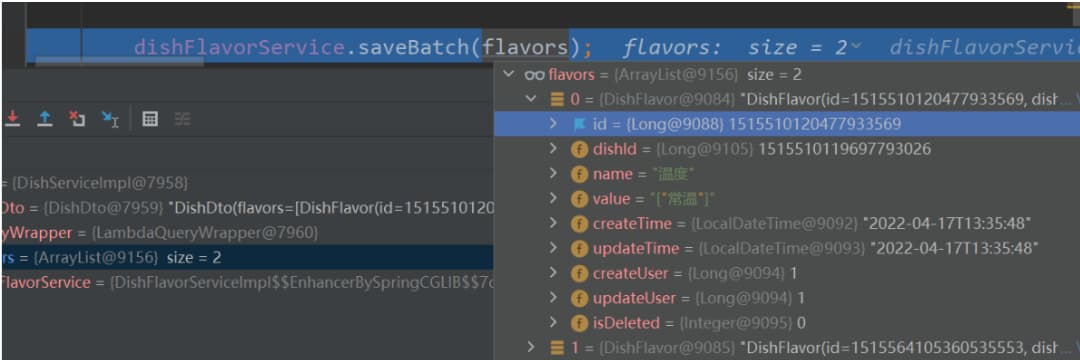 dishFlavorService.saveBatch(flavors); flavors: size = 2 dishFlavorServi
flavors = {ArrayList@9156} size = 2
0 = {DishFlavor@9084} "DishFlavor(id=1515510120477933569, dish...
id = {Long@9088} 1515510120477933569
dishId = {Long@9105} 1515510119697793026
name = "温度"
= {DishServiceImpl@7958}
value = "["常温"]"
Dto = {DishDto@7959} "DishDto(flavors=[DishFlavor(id=151551012
createTime = {LocalDateTime@9092} "2022-04-17T13:35:48"
yWrapper = {LambdaQueryWrapper@7960}
updateTime = {LocalDateTime@9093} "2022-04-17T13:35:48"
rs = {ArrayList@9156} size = 2
createUser = {Long@9094} 1
FlavorService = {DishFlavorServiceImpl$$EnhancerBySpringCGLIB$$7
updateUser = {Long@9094} 1
isDeleted = {Integer@9095} 0
1 = {DishFlavor@9085} "DishFlavor(id=1515564105360535553, dish...